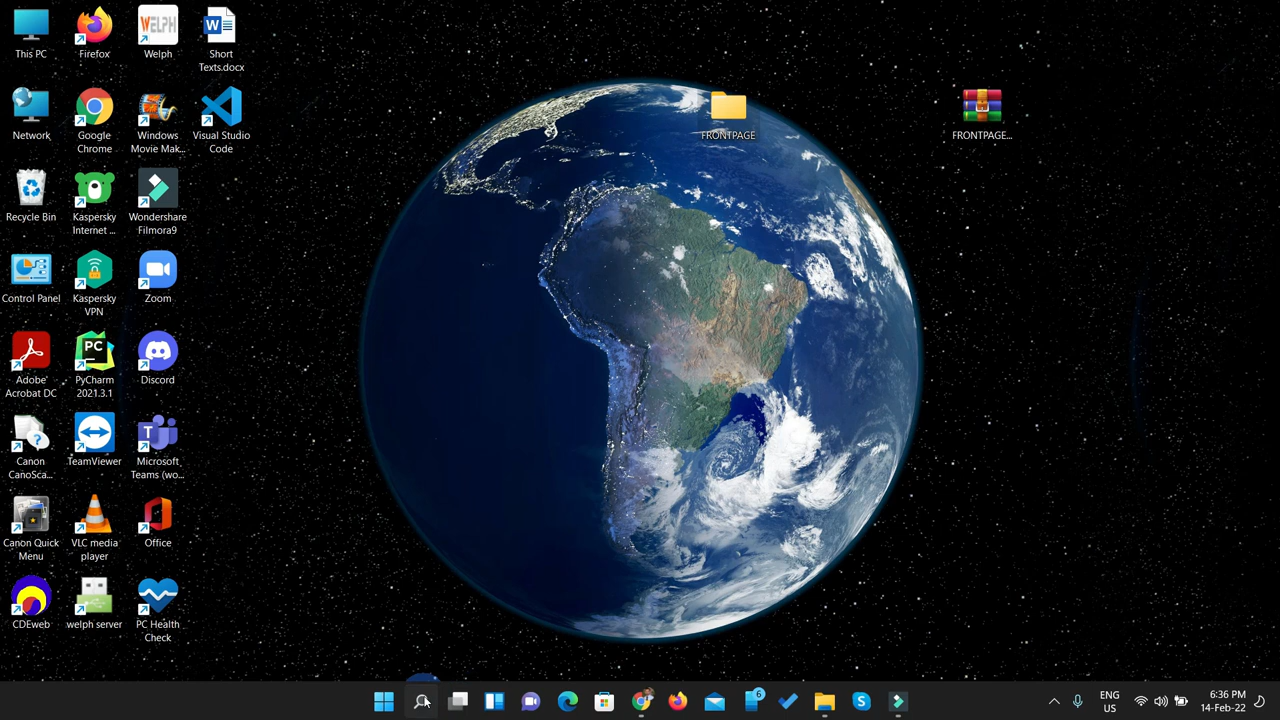 This PC
Firefox
Welph
WELPH
Short
Texts.docx
Network
Google
Chrome
Windows
Movie Mak...
Visual Studio
Code
FRONTPAGE
FRONTPAGE...
Recycle Bin
Kaspersky
Internet ...
Wondershare
Filmora9
Control Panel
Kaspersky
VPN
Zoom
Adobe
Acrobat DC
PC
PyCharm
2021.3.1
Discord
Canon
CanoSca...
TeamViewer
Microsoft
Teams (wo...
Canon Quick
Menu
VLC media
player
Office
CDEweb
welph server
PC Health
Check
6
ENG
US
6:36 PM
14-Feb-22